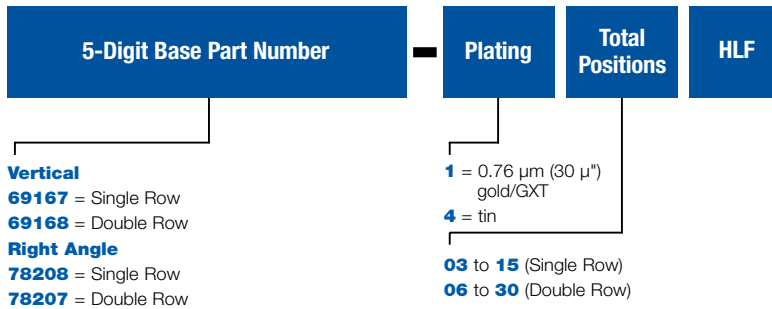 5-Digit Base Part Number
Plating
Total
Positions
HLF
Vertical
69167 = Single Row
69168 = Double Row
Right Angle
78208 = Single Row
78207 = Double Row
1 = 0.76 µm (30 µ")
gold/GXT
4 = tin
03 to 15 (Single Row)
06 to 30 (Double Row)